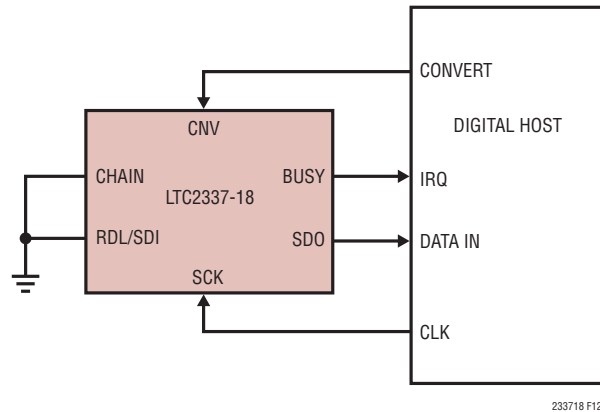 CONVERT
CNV
DIGITAL HOST
CHAIN
BUSY
IRQ
LTC2337-18
RDL/SDI
SDO
DATA IN
SCK
CLK
233718 F12